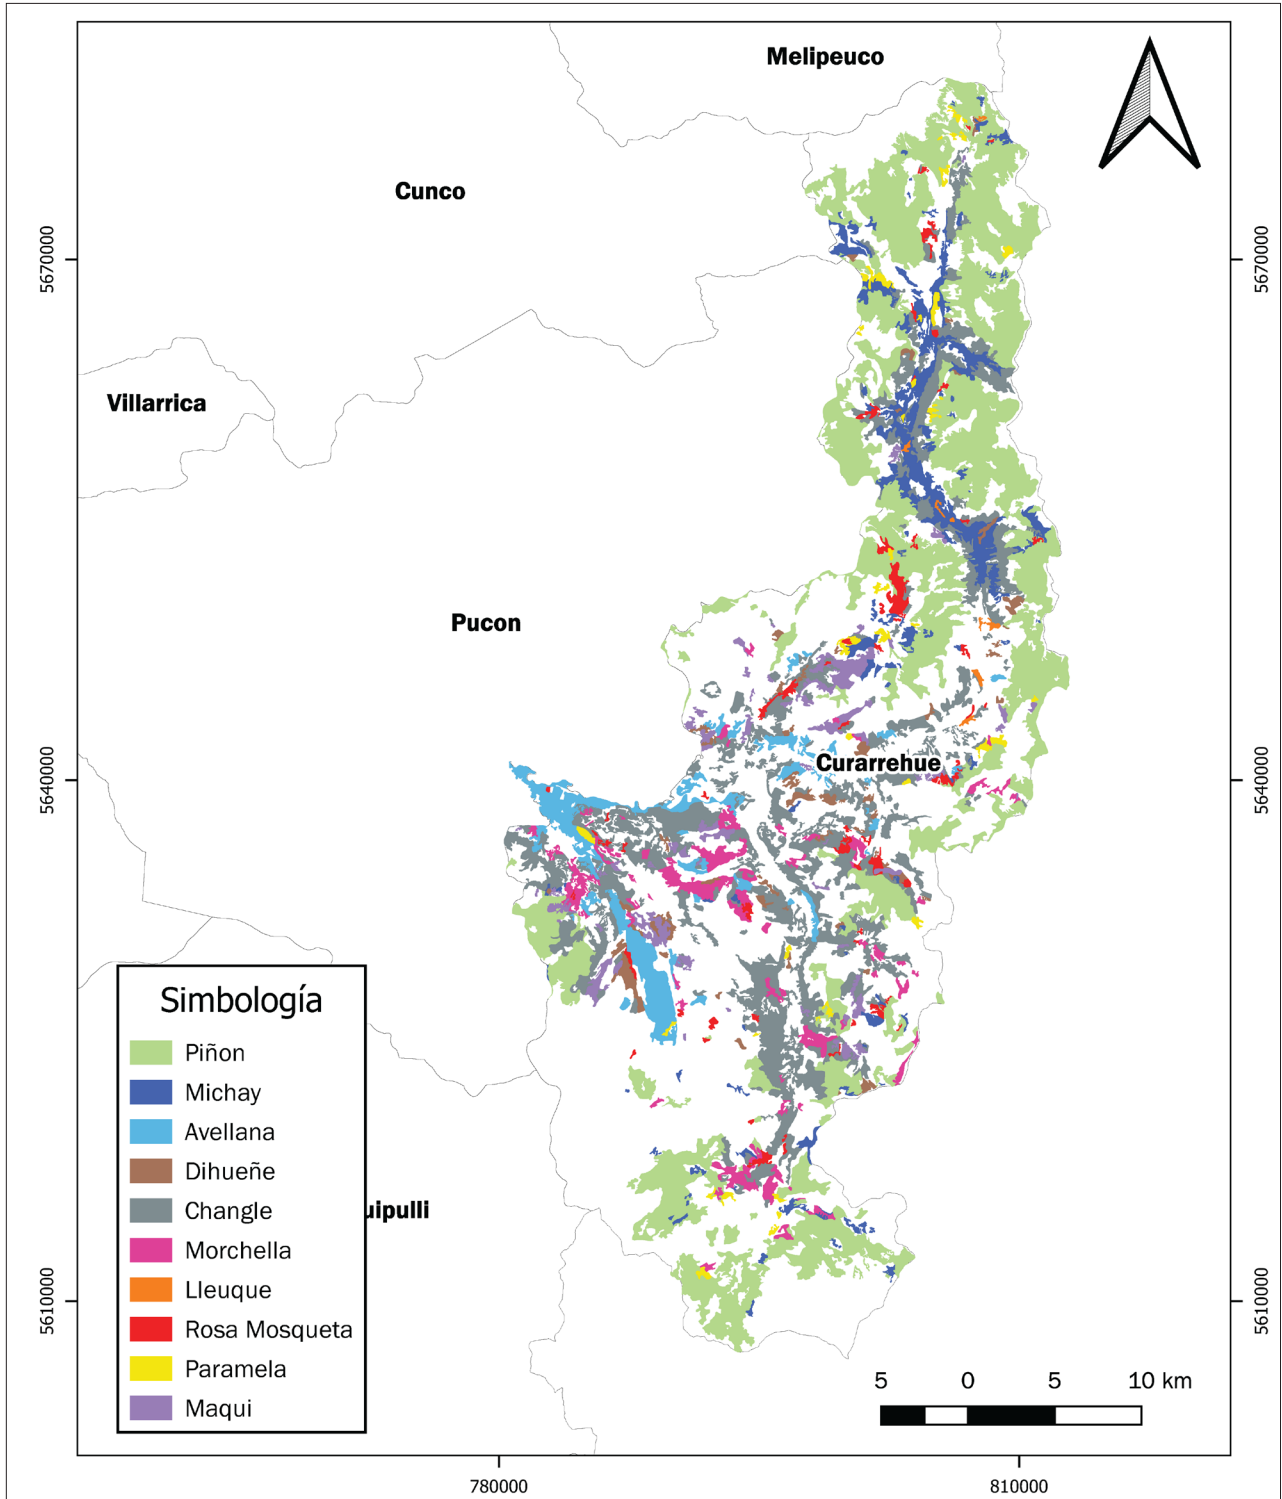 Melipeuco
Cunco
5670000
5670000
Villarrica
Pucon
5640000
Curarrehue
5640000
Simbología
Piñon
Michay
Avellana
Dihueñe
Changle
uipulli
Morchella
Lleuque
5610000
5610000
Rosa Mosqueta
Paramela
Maqui
5 0 5 10 km
780000
810000